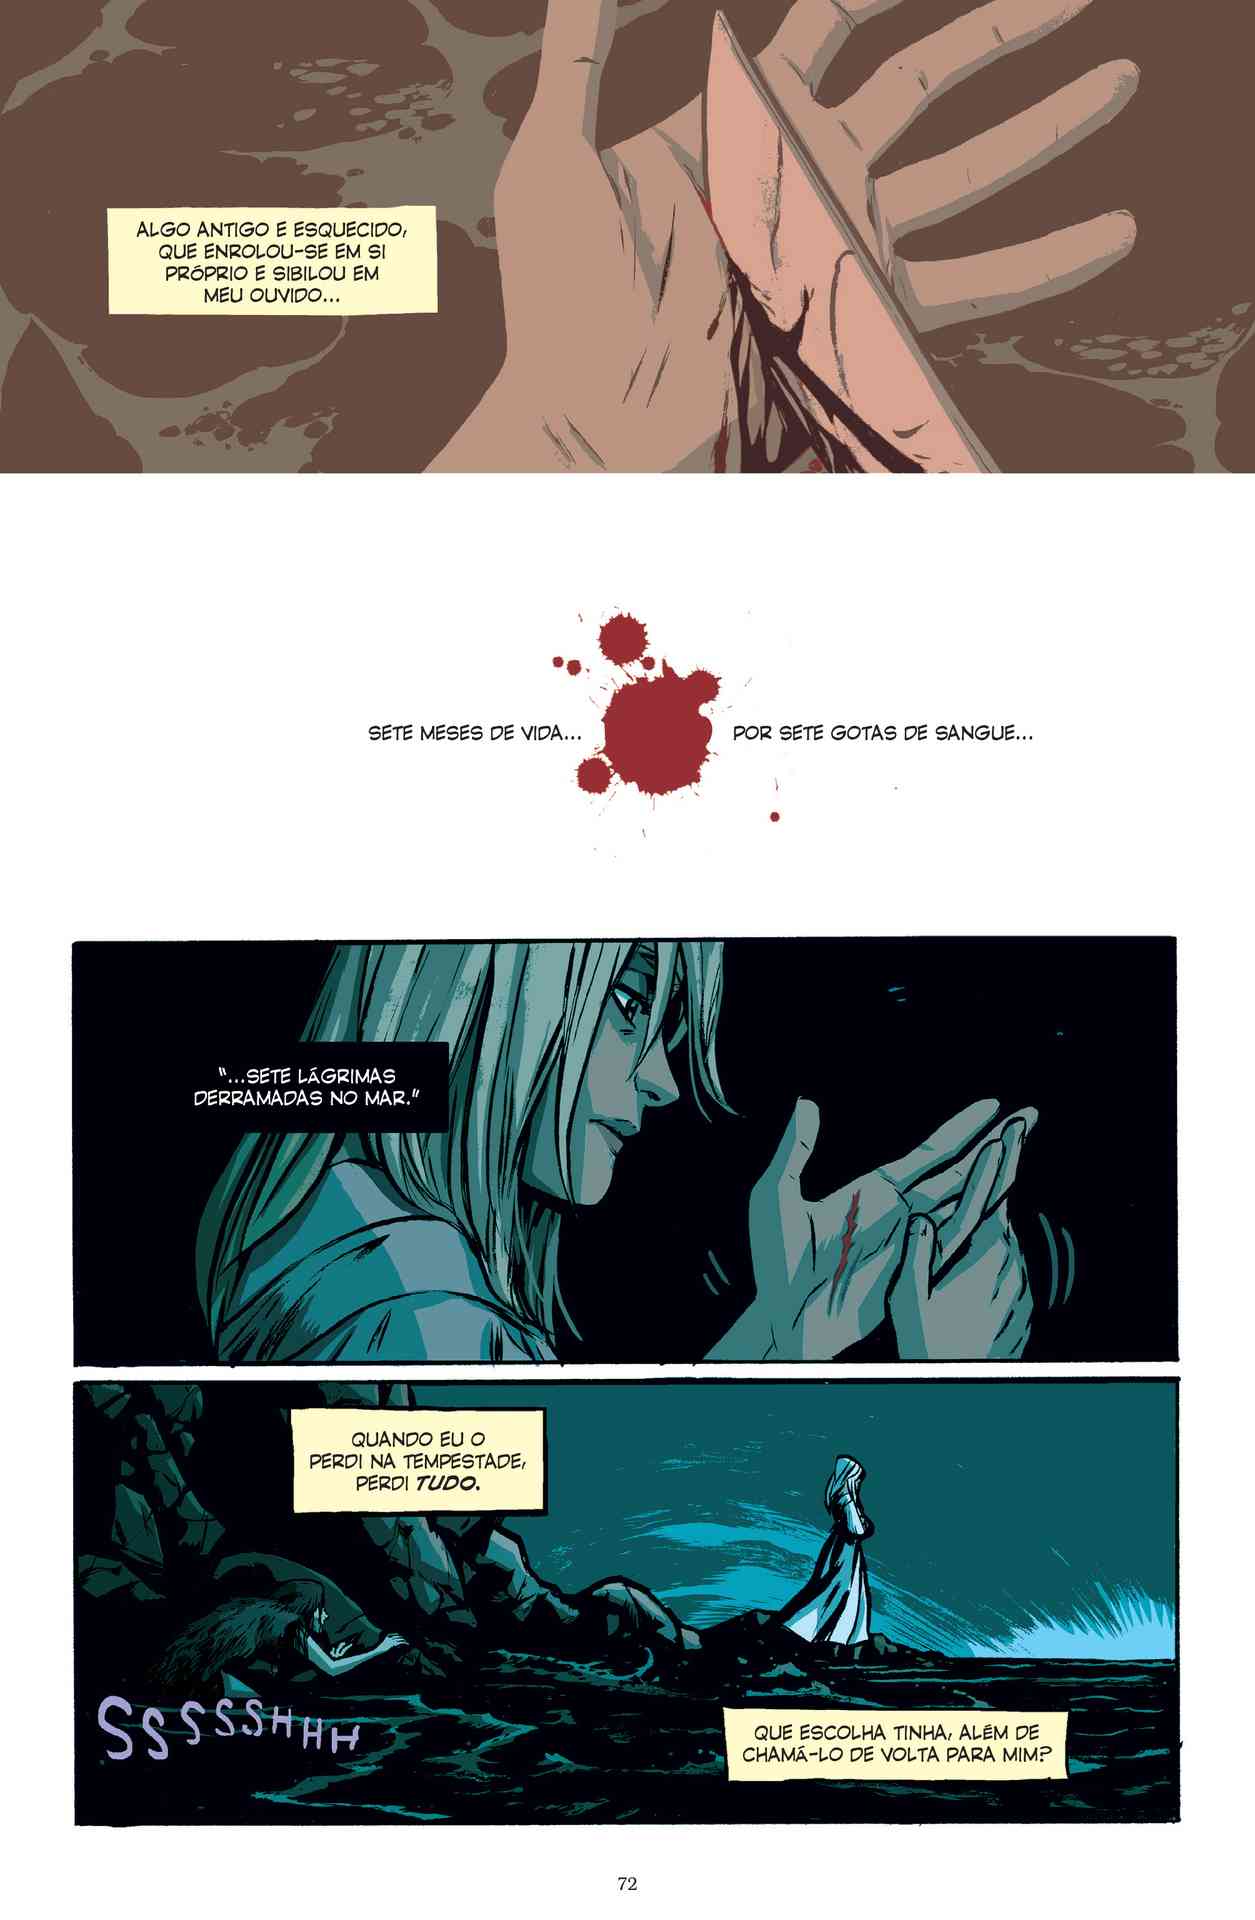 ALGO ANTIGO E ESQUECIDO,
QUE ENROLOU-SE EM SI
PRÓPRIO E SIBILOU EM
MEU OUVIDO...
SETE MESES DE VIDA...
POR SETE GOTAS DE SANGUE...
"...SETE LÁGRIMAS
DERRAMADAS NO MAR."
QUANDO EU O
PERDI NA TEMPESTADE,
PERDI TUDO.
SSSSSHHH
QUE ESCOLHA TINHA, ALÉM DE
CHAMÁ-LO DE VOLTA PARA MIM?
72